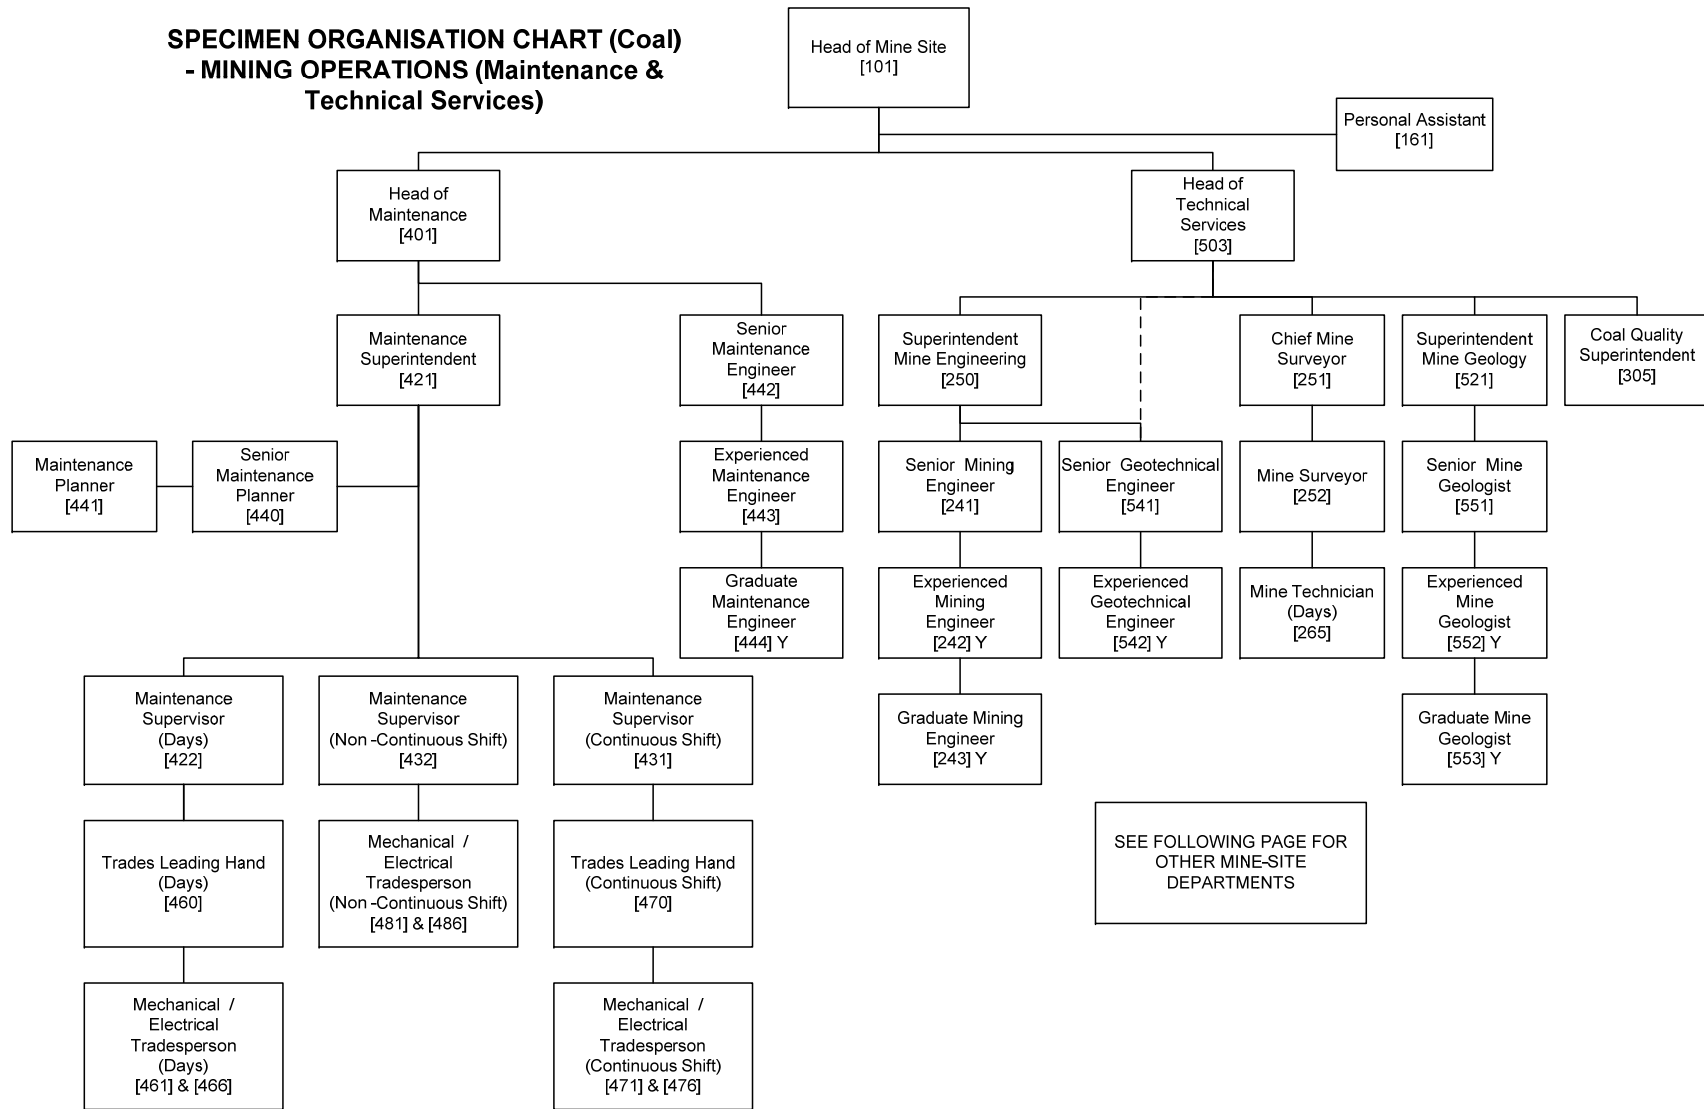 SPECIMEN ORGANISATION CHART (Coal)
- MINING OPERATIONS (Maintenance &
Technical Services)
Head of Mine Site
[101]
Personal Assistant
[161]
Head of
Maintenance
[401]
Head of
Technical
Services
[503]
Maintenance
Superintendent
[421]
Senior
Maintenance
Engineer
[442]
Superintendent
Mine Engineering
[250]
Chief Mine
Surveyor
[251]
Superintendent
Mine Geology
[521]
Coal Quality
Superintendent
[305]
Maintenance
Planner
[441]
Senior
Maintenance
Planner
[440]
Experienced
Maintenance
Engineer
[443]
Senior Mining
Engineer
[241]
Senior Geotechnical
Engineer
[541]
Mine Surveyor
[252]
Senior Mine
Geologist
[551]
Graduate
Maintenance
Engineer
[444] Y
Experienced
Mining
Engineer
[242] Y
Experienced
Geotechnical
Engineer
[542] Y
Mine Technician
(Days)
[265]
Experienced
Mine
Geologist
[552] Y
Maintenance
Supervisor
(Days)
[422]
Maintenance
Supervisor
(Non -Continuous Shift)
[432]
Maintenance
Supervisor
(Continuous Shift)
[431]
Graduate Mining
Engineer
[243] Y
Graduate Mine
Geologist
[553] Y
Trades Leading Hand
(Days)
[460]
Mechanical /
Electrical
Tradesperson
(Non -Continuous Shift)
[481] & [486]
Trades Leading Hand
(Continuous Shift)
[470]
SEE FOLLOWING PAGE FOR
OTHER MINE-SITE
DEPARTMENTS
Mechanical /
Electrical
Tradesperson
(Days)
[461] & [466]
Mechanical /
Electrical
Tradesperson
(Continuous Shift)
[471] & [476]